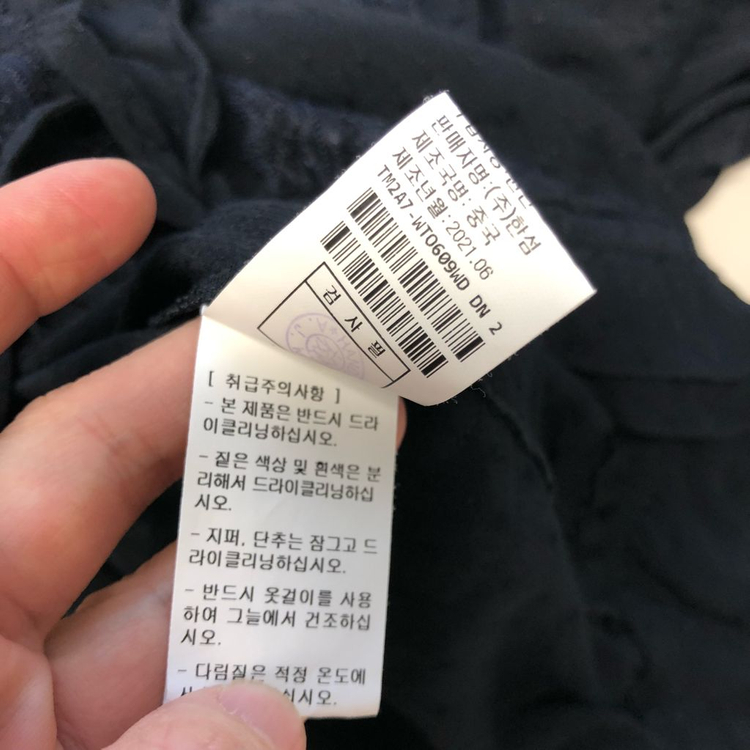 판매자명:(주)한섬
제조국명: 중국
제조년월:2021.06
TM2A7-WTO609WD DN 2
검 사 필
[ 취급주의사항 ]
- 본 제품은 반드시 드라
이클리닝하십시오.
- 짙은 색상 및 흰색은 분
리해서 드라이클리닝하십
시오.
- 지퍼, 단추는 잠그고 드
라이클리닝하십시오.
- 반드시 옷걸이를 사용
하여 그늘에서 건조하십
시오.
- 다림질은 적정 온도에
십시오.